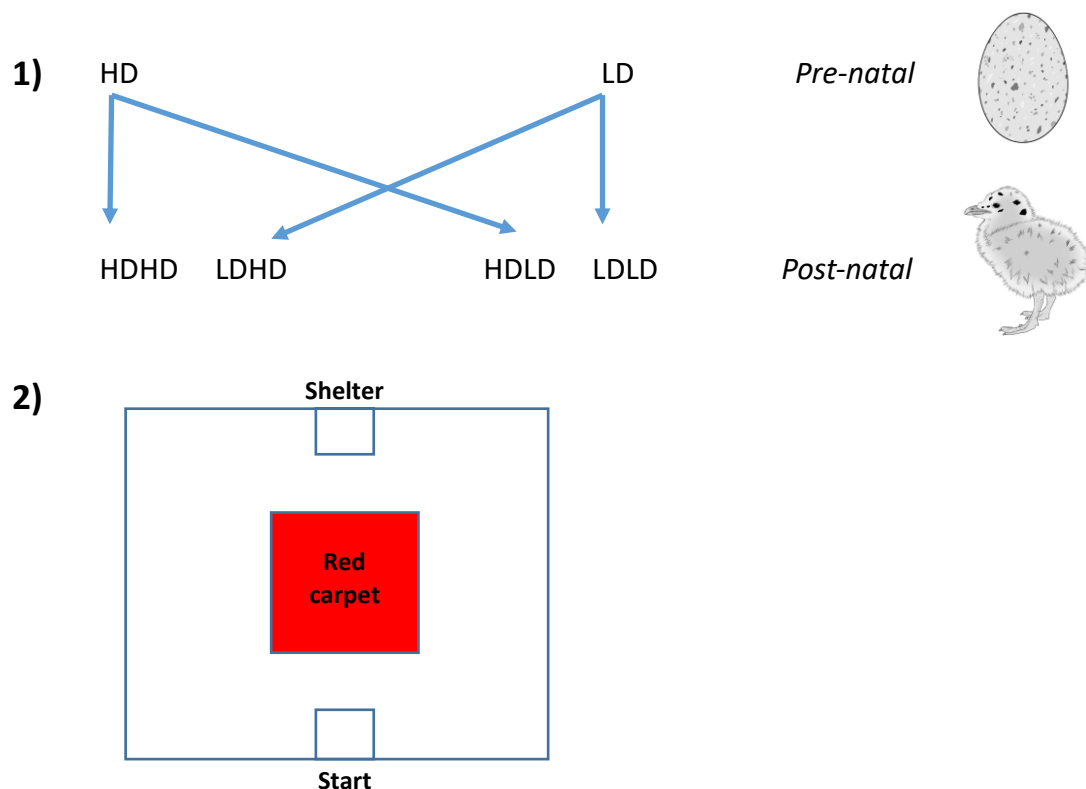 1)
HD LD Pre-natal
HDHD LDHD HDLD LDLD Post-natal
2)
Shelter
Red
carpet
Start